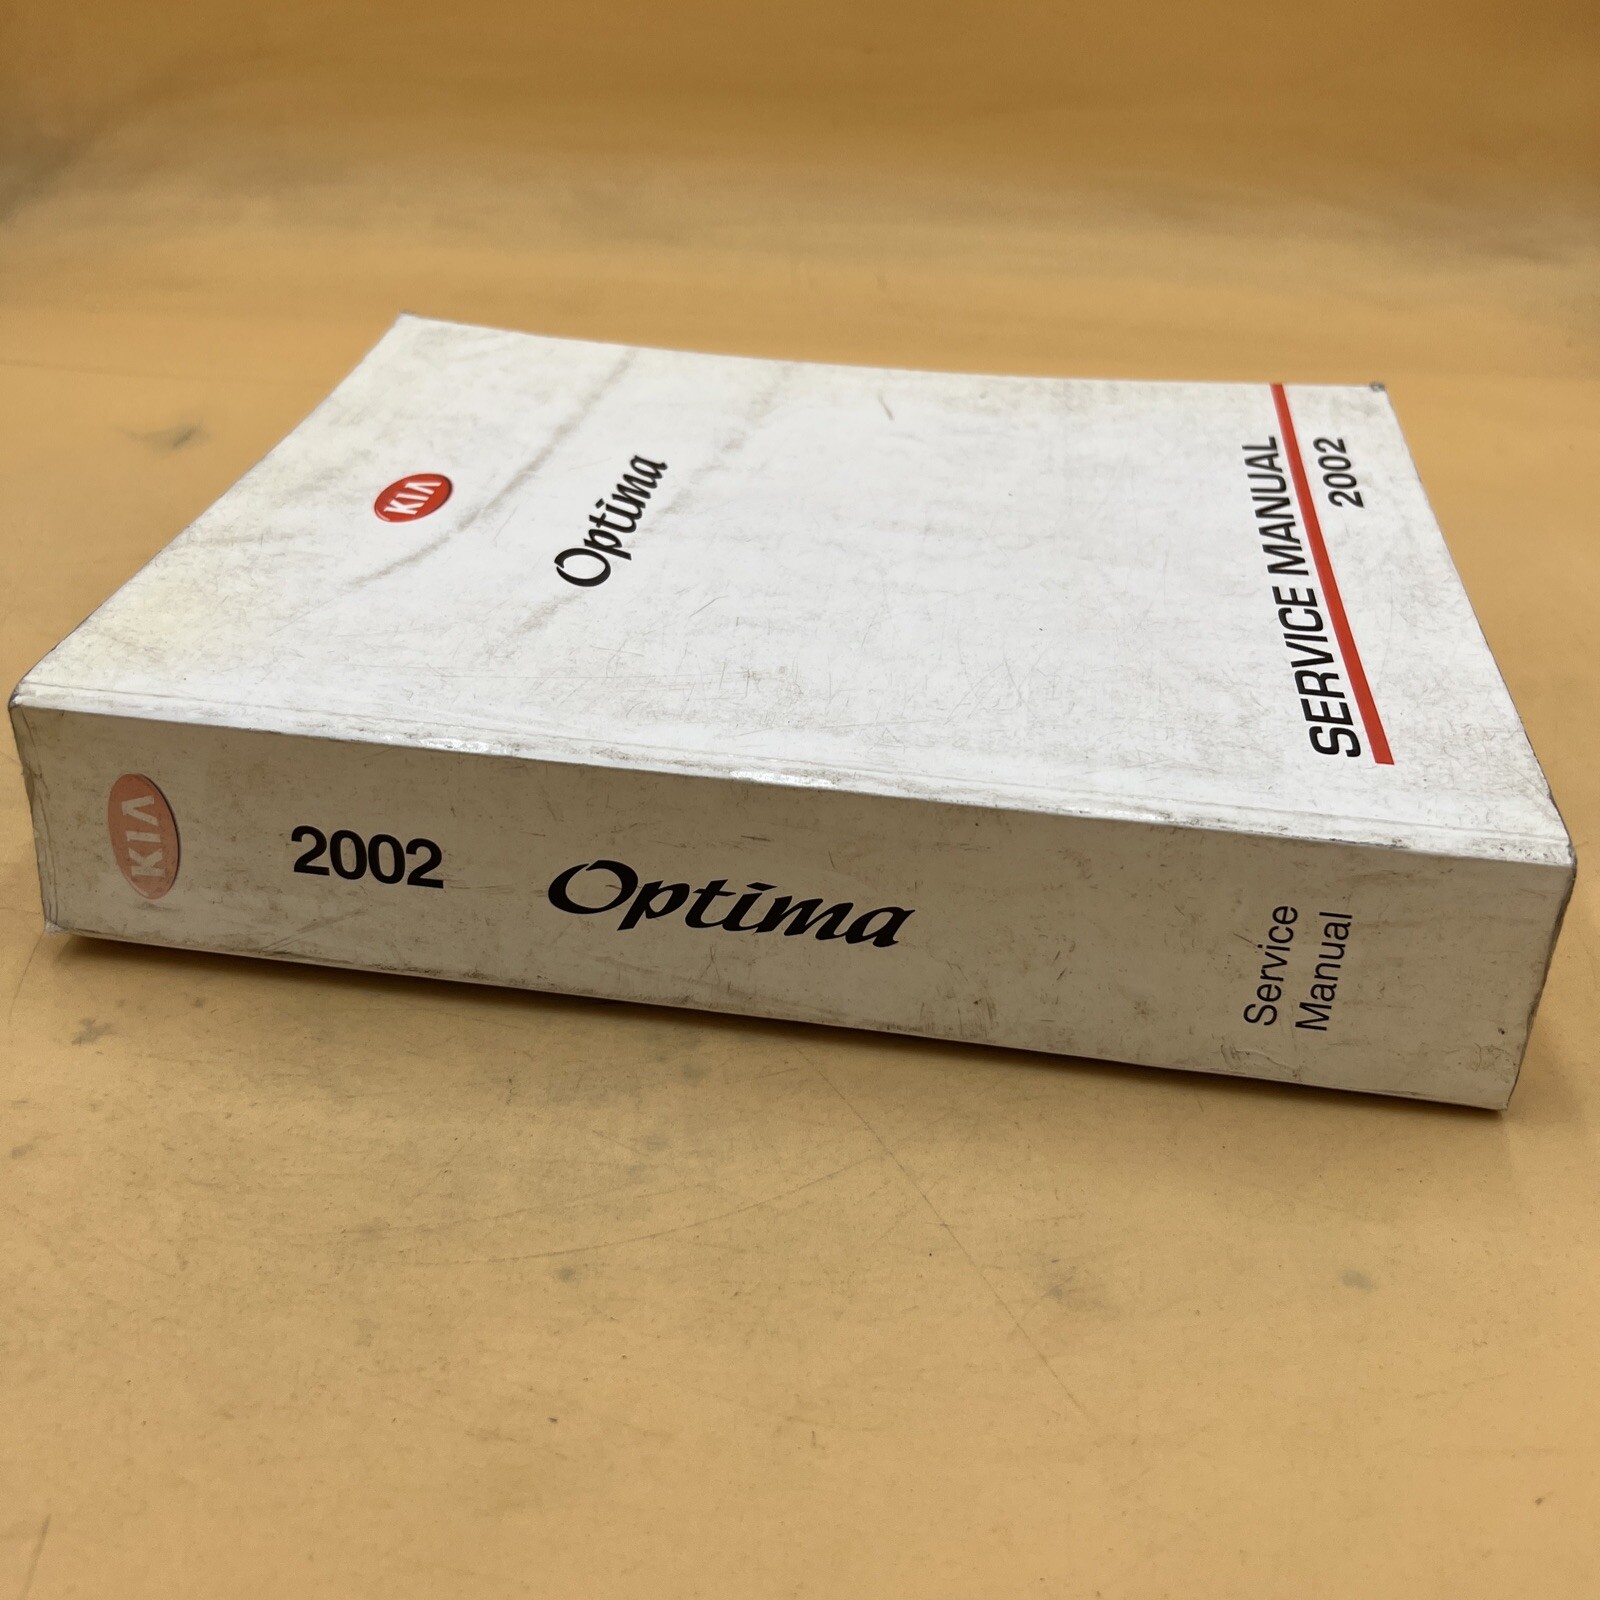 KIA
Optima
SERVICE MANUAL
2002
KIA
2002
Optima
Service
Manual